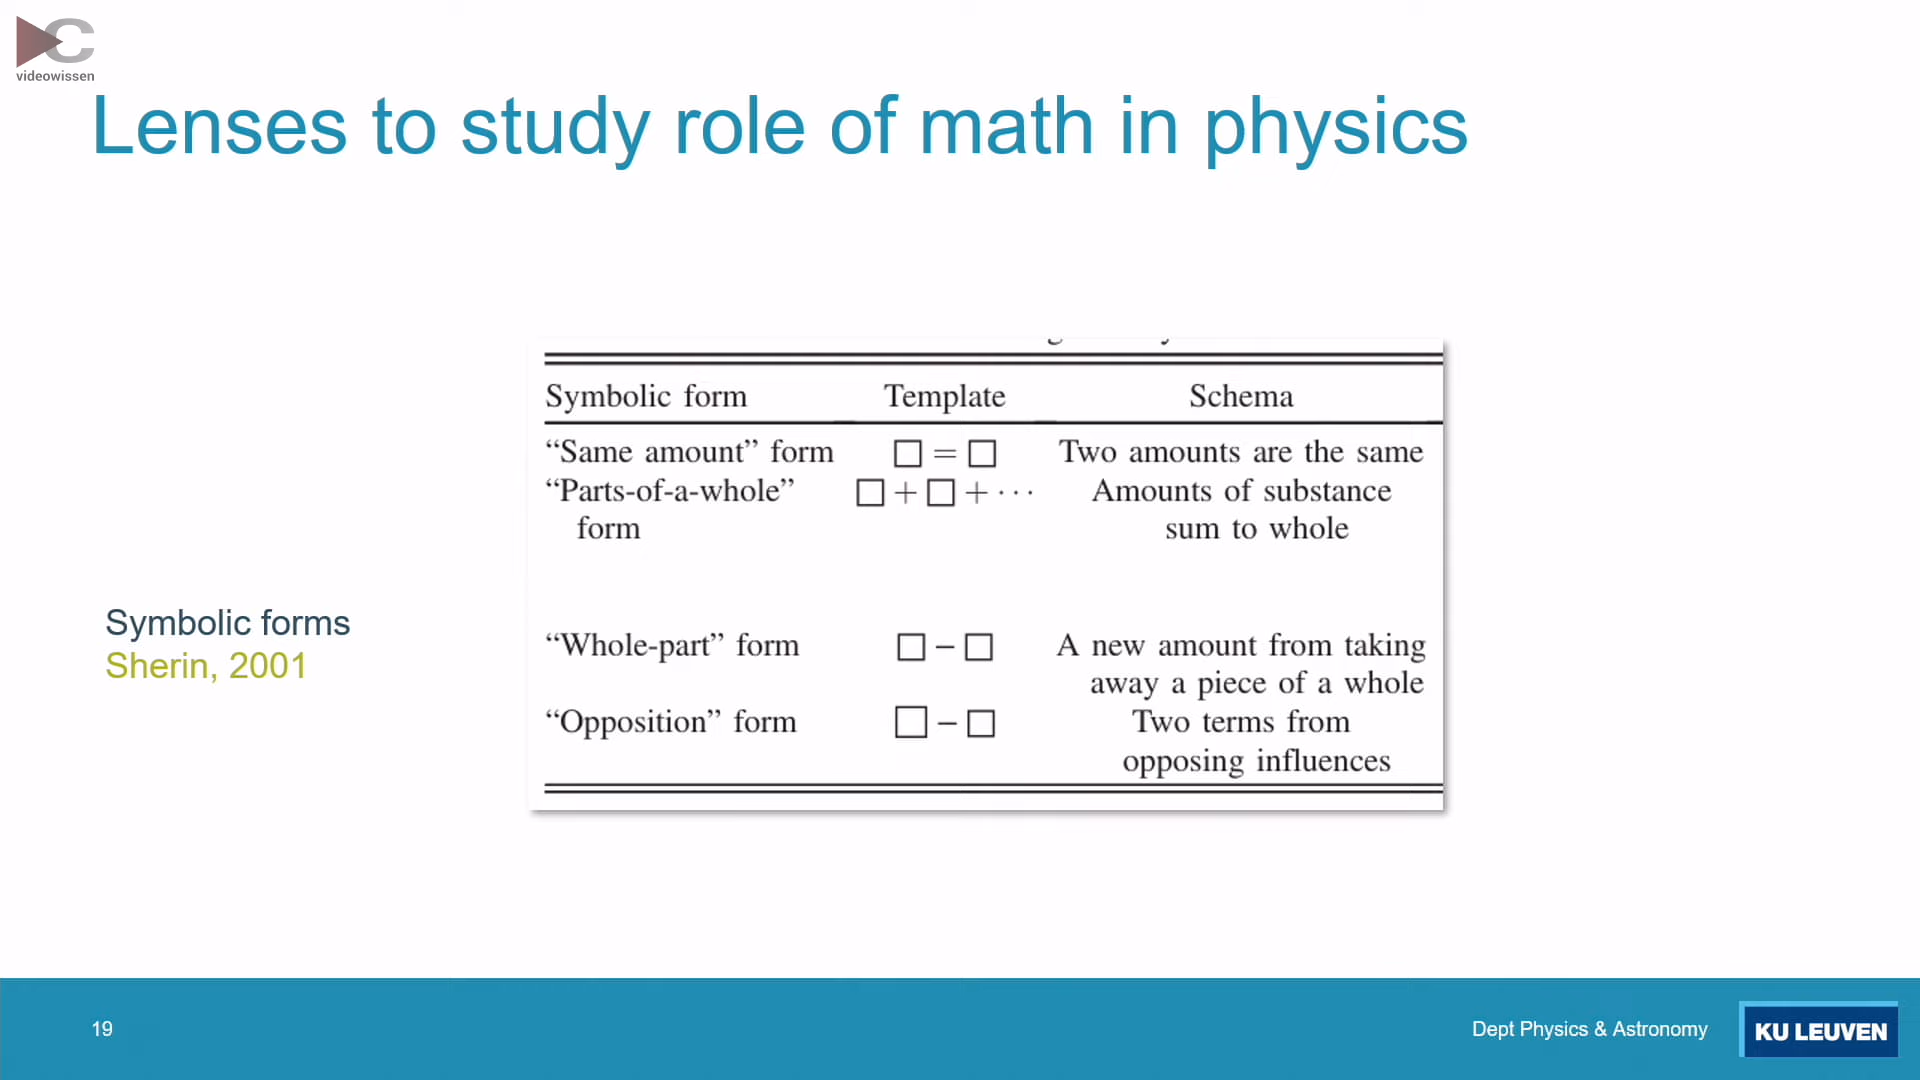 videowissen
Lenses to study role of math in physics
Symbolic form Template Schema
“Same amount” form □ = □ Two amounts are the same
“Parts-of-a-whole” □ + □ + ··· Amounts of substance
form sum to whole
“Whole-part” form □ − □ A new amount from taking
away a piece of a whole
“Opposition” form □ − □ Two terms from
opposing influences
Symbolic forms
Sherin, 2001
19
Dept Physics & Astronomy
KU LEUVEN